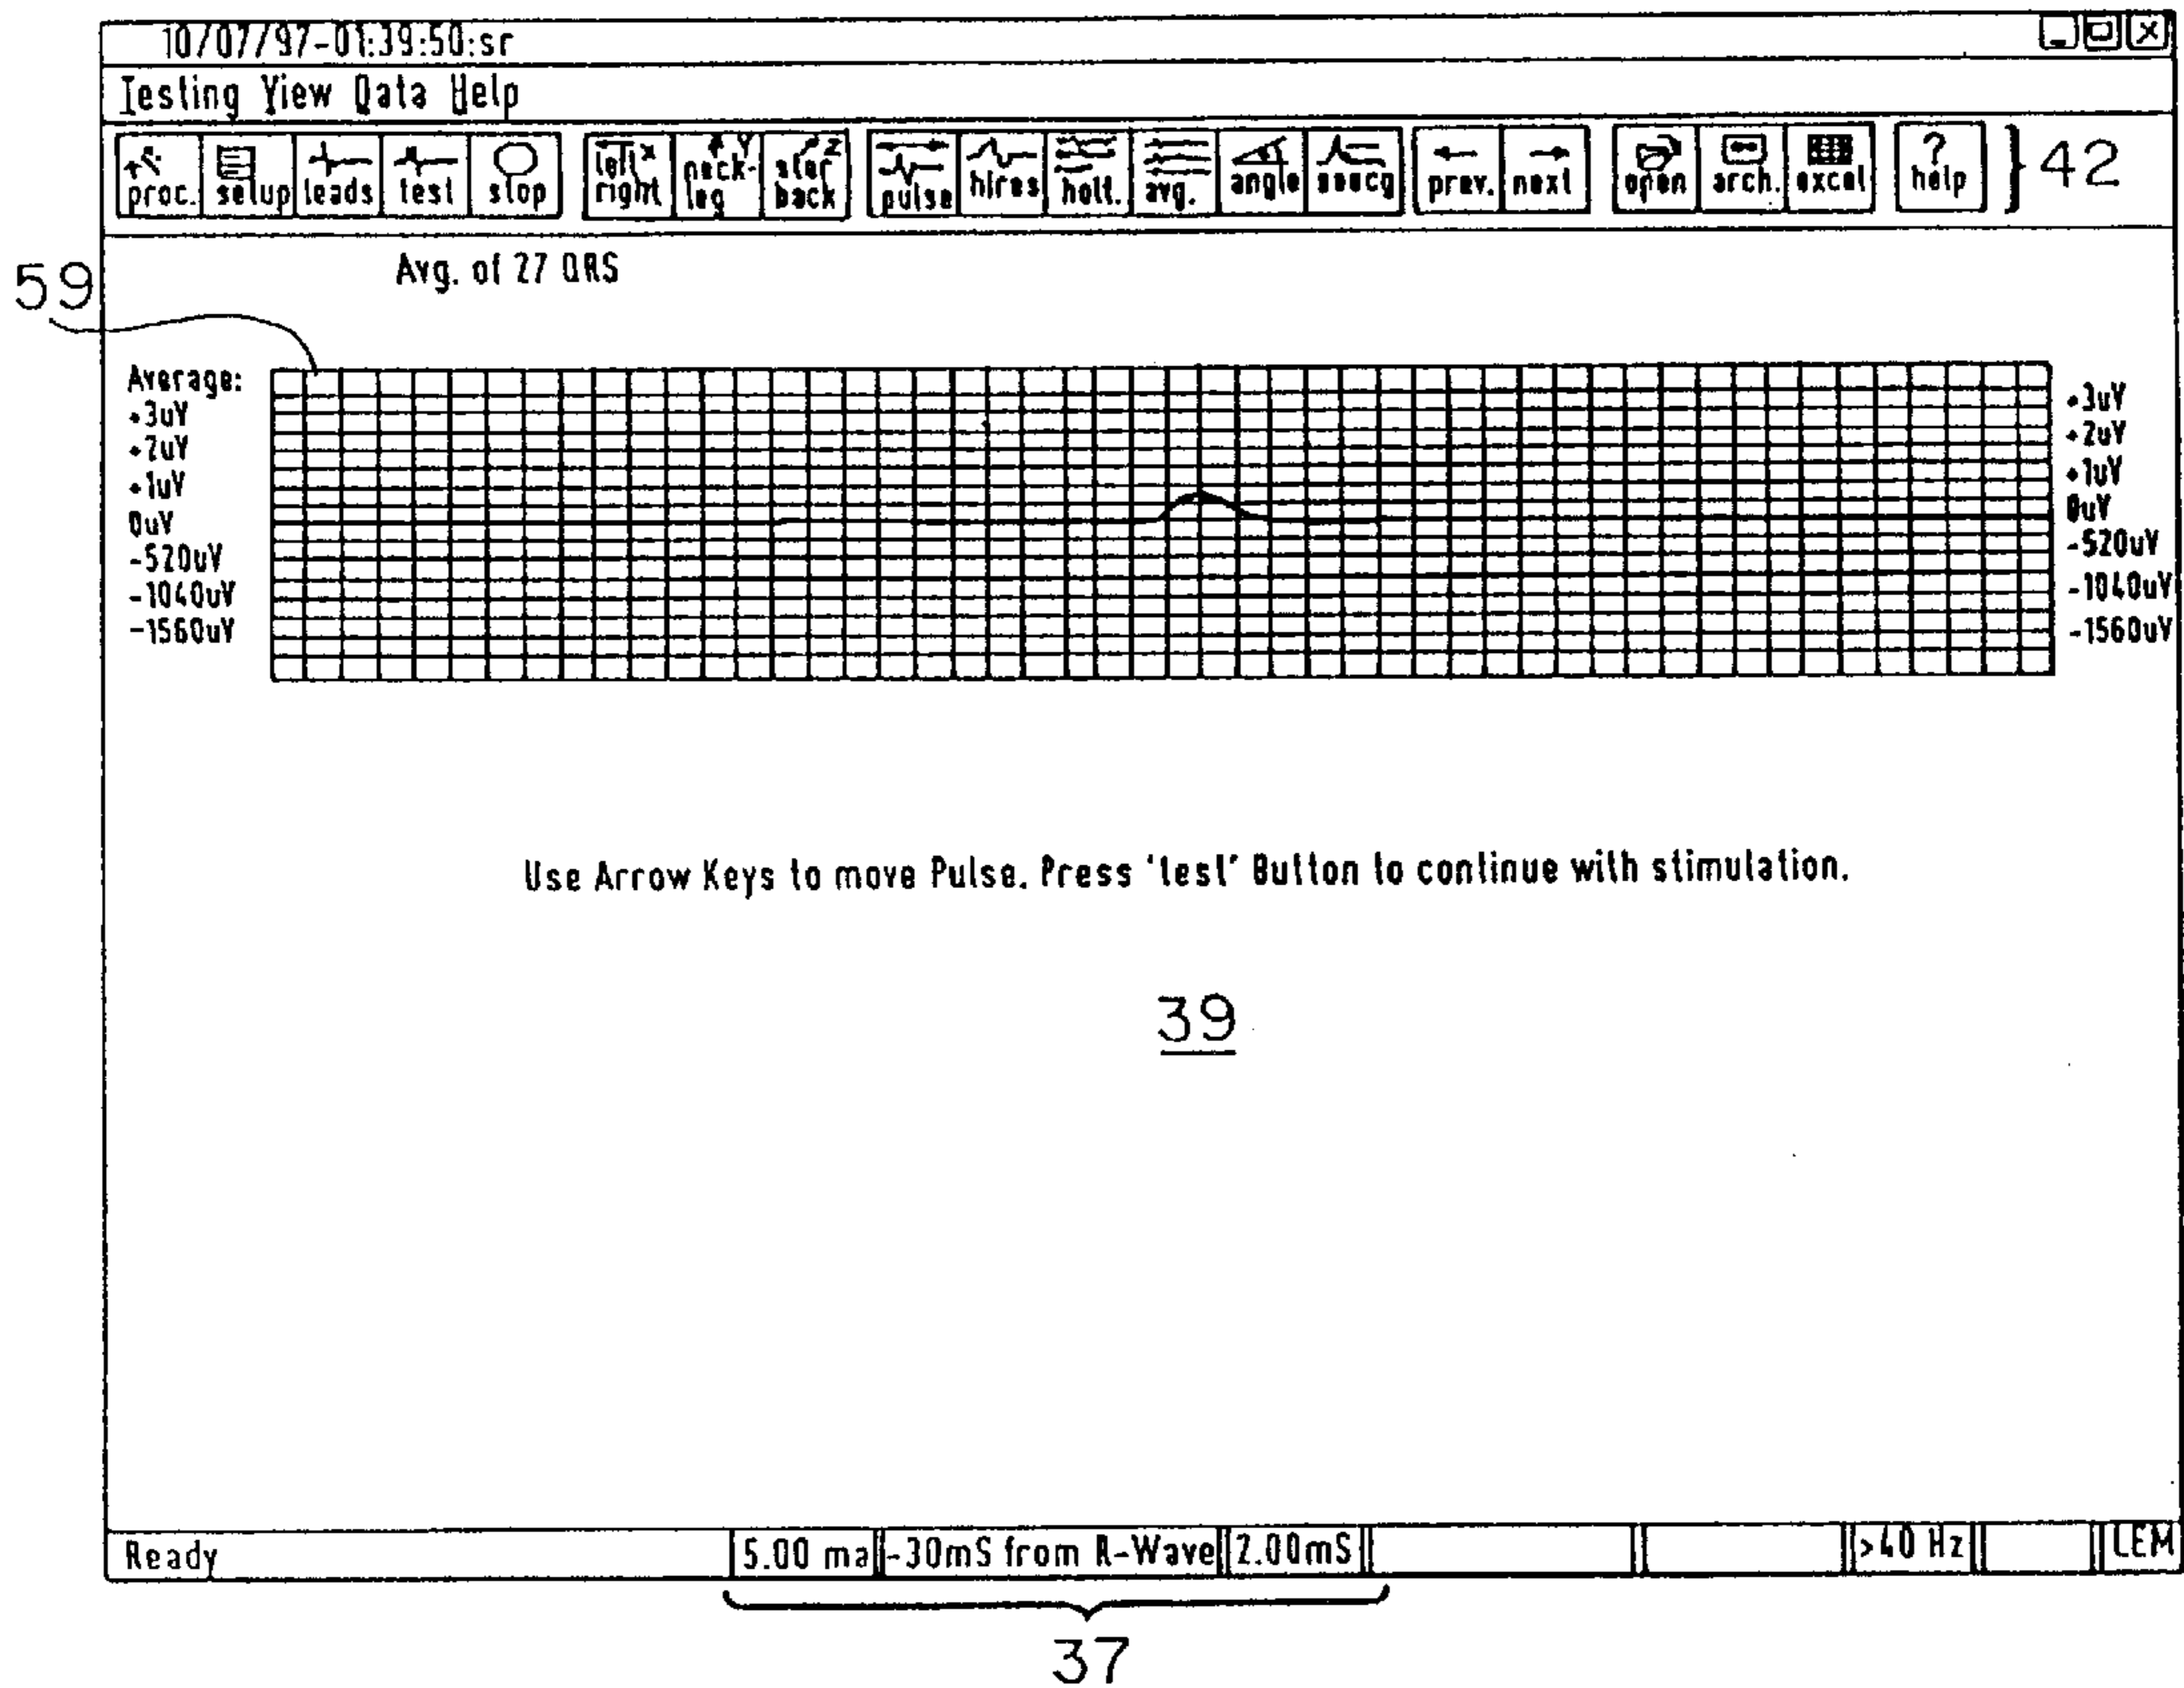 10/07/97-01:39:50:sr
Testing View Data Help
proc. setup leads test stop left right x neck-leg Y ster back Z pulse hires holt. avg. angle prev. next open arch. excel ? help 42
Avg. of 27 QRS
59
Average:
+3uV +3uV
+2uV +2uV
+1uV +1uV
0uV 0uV
-520uV -520uV
-1040uV -1040uV
-1560uV -1560uV
Use Arrow Keys to move Pulse. Press 'test' Button to continue with stimulation.
39
Ready 5.00 ma -30mS from R-Wave 2.00mS >40 Hz LEM
37